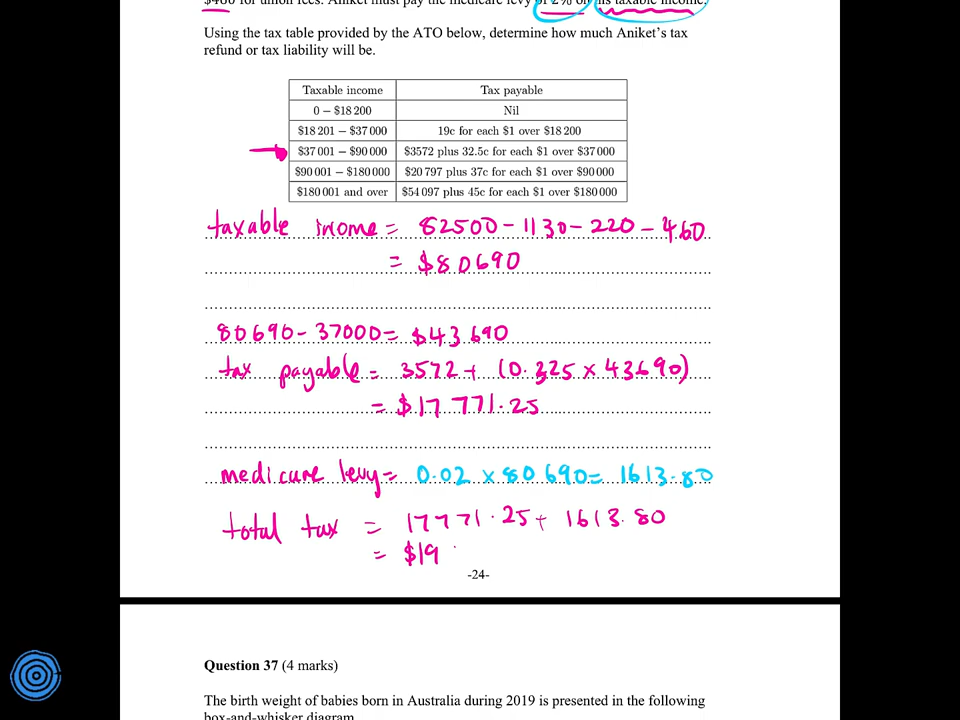 $460 for union fees. Aniket must pay the medicare levy of 2% on his taxable income.
Using the tax table provided by the ATO below, determine how much Aniket's tax
refund or tax liability will be.
Taxable income Tax payable
0 – $18 200 Nil
$18 201 – $37 000 19c for each $1 over $18 200
$37 001 – $90 000 $3572 plus 32.5c for each $1 over $37 000
$90 001 – $180 000 $20 797 plus 37c for each $1 over $90 000
$180 001 and over $54 097 plus 45c for each $1 over $180 000
taxable income = 82500 - 1130 - 220 - 460
= $80690
80690 - 37000 = $43690
tax payable = 3572 + (0.325 × 43690)
= $17 771.25
medicare levy = 0.02 × 80690 = 1613.80
total tax = 17771.25 + 1613.80
= $19
-24-
Question 37 (4 marks)
The birth weight of babies born in Australia during 2019 is presented in the following
box-and-whisker diagram